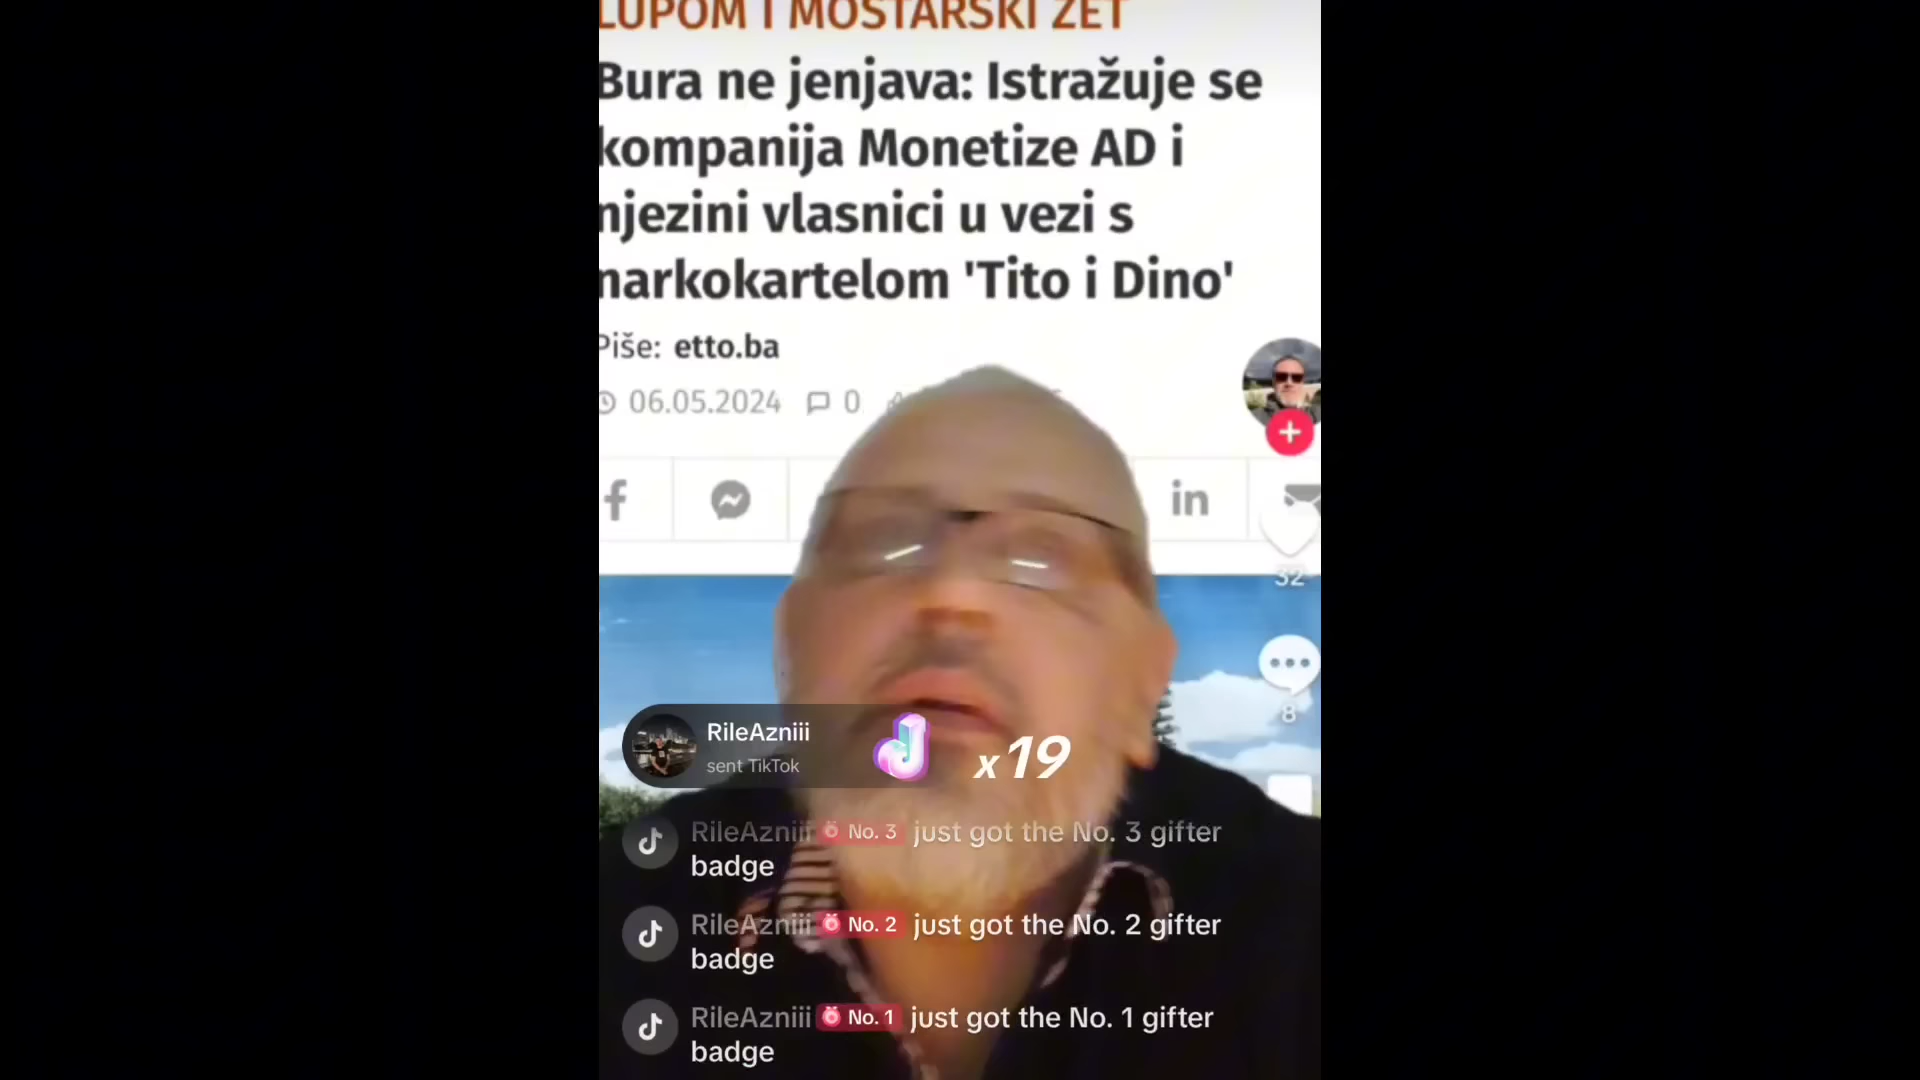 LUPOM I MOSTARSKI ZET
Bura ne jenjava: Istražuje se
kompanija Monetize AD i
njezini vlasnici u vezi s
narkokartelom 'Tito i Dino'
Piše: etto.ba
06.05.2024 0
f in
32
8
RileAzniii
sent TikTok
x19
RileAzniii No. 3 just got the No. 3 gifter
badge
RileAzniii No. 2 just got the No. 2 gifter
badge
RileAzniii No. 1 just got the No. 1 gifter
badge